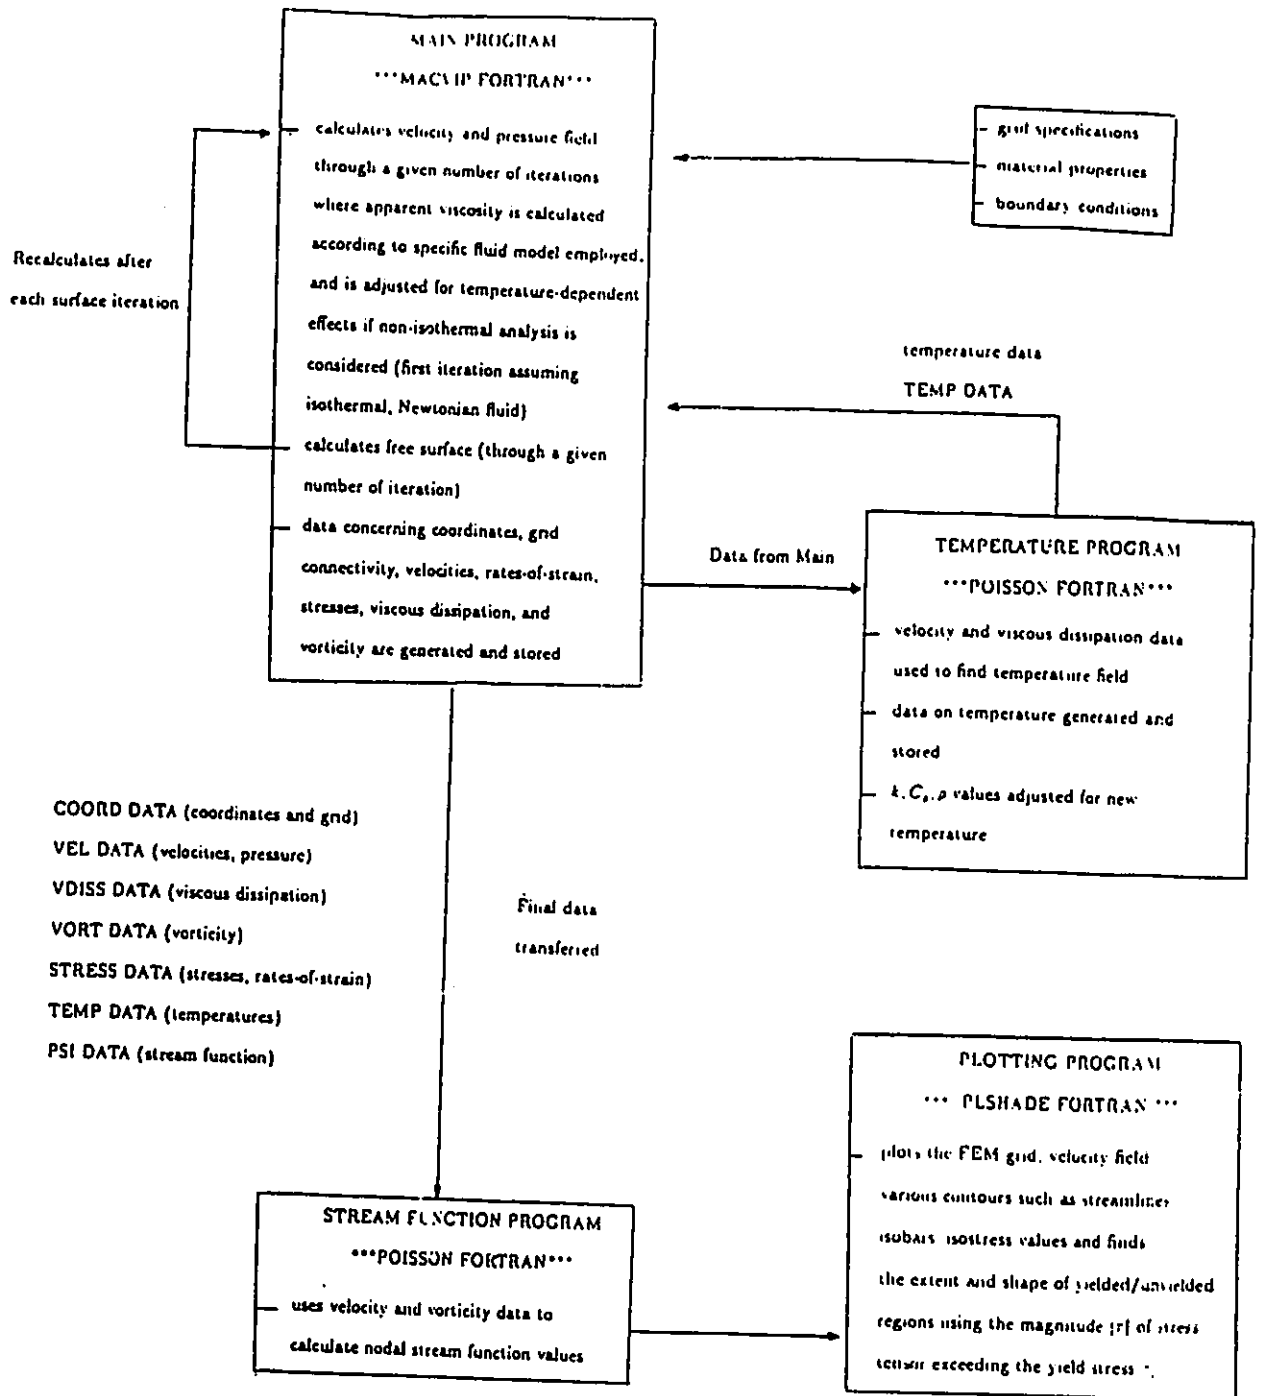 MAIN PROGRAM
***MACVIP FORTRAN***
- calculates velocity and pressure field
through a given number of iterations
where apparent viscosity is calculated
according to specific fluid model employed,
and is adjusted for temperature-dependent
effects if non-isothermal analysis is
considered (first iteration assuming
isothermal, Newtonian fluid)
- calculates free surface (through a given
number of iteration)
- data concerning coordinates, grid
connectivity, velocities, rates-of-strain,
stresses, viscous dissipation, and
vorticity are generated and stored
Recalculates after
each surface iteration
- grid specifications
- material properties
- boundary conditions
temperature data
TEMP DATA
Data from Main
TEMPERATURE PROGRAM
***POISSON FORTRAN***
- velocity and viscous dissipation data
used to find temperature field
- data on temperature generated and
stored
- k, Cp, ρ values adjusted for new
temperature
COORD DATA (coordinates and grid)
VEL DATA (velocities, pressure)
VDISS DATA (viscous dissipation)
VORT DATA (vorticity)
STRESS DATA (stresses, rates-of-strain)
TEMP DATA (temperatures)
PSI DATA (stream function)
Final data
transferred
STREAM FUNCTION PROGRAM
***POISSON FORTRAN***
- uses velocity and vorticity data to
calculate nodal stream function values
PLOTTING PROGRAM
*** PLSHADE FORTRAN ***
- plots the FEM grid, velocity field
various contours such as streamlines
isobars isostress values and finds
the extent and shape of yielded/unyielded
regions using the magnitude of stress
tensor exceeding the yield stress